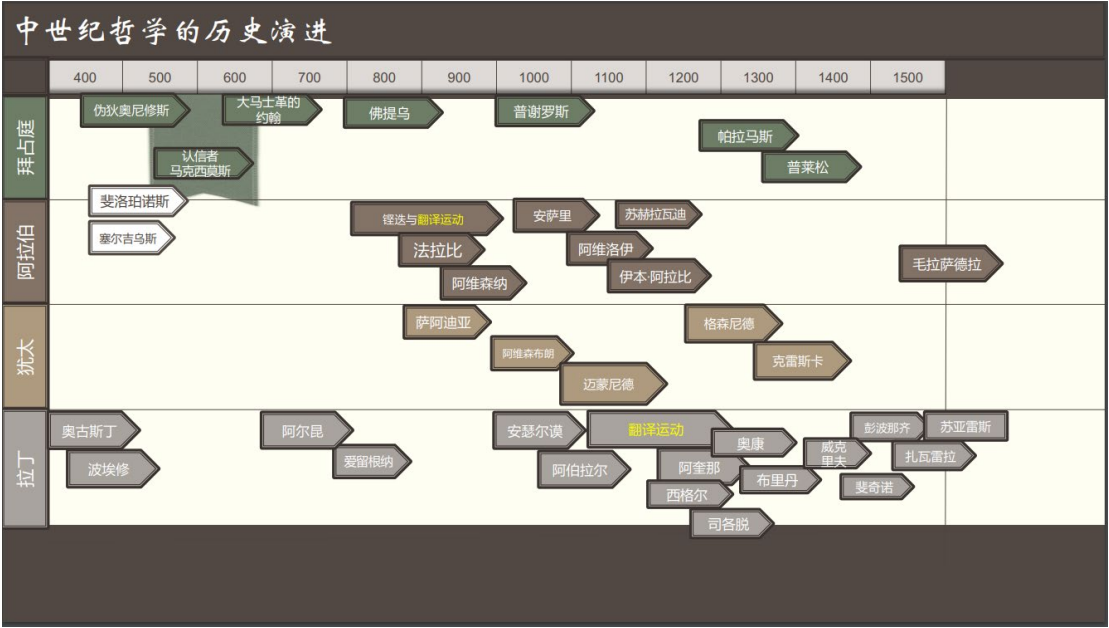 中世纪哲学的历史演进
400 500 600 700 800 900 1000 1100 1200 1300 1400 1500
拜占庭
伪狄奥尼修斯
大马士革的
约翰
佛提乌
普谢罗斯
帕拉马斯
认信者
马克西莫斯
普莱松
阿拉伯
斐洛珀诺斯
塞尔吉乌斯
铿迭与翻译运动
安萨里
苏赫拉瓦迪
法拉比
阿维洛伊
毛拉萨德拉
阿维森纳
伊本·阿拉比
犹太
萨阿迪亚
格森尼德
阿维森布朗
克雷斯卡
迈蒙尼德
拉丁
奥古斯丁
阿尔昆
安瑟尔谟
翻译运动
奥康
彭波那齐
苏亚雷斯
波埃修
爱留根纳
阿伯拉尔
阿奎那
威克
里夫
扎瓦雷拉
西格尔
布里丹
斐奇诺
司各脱